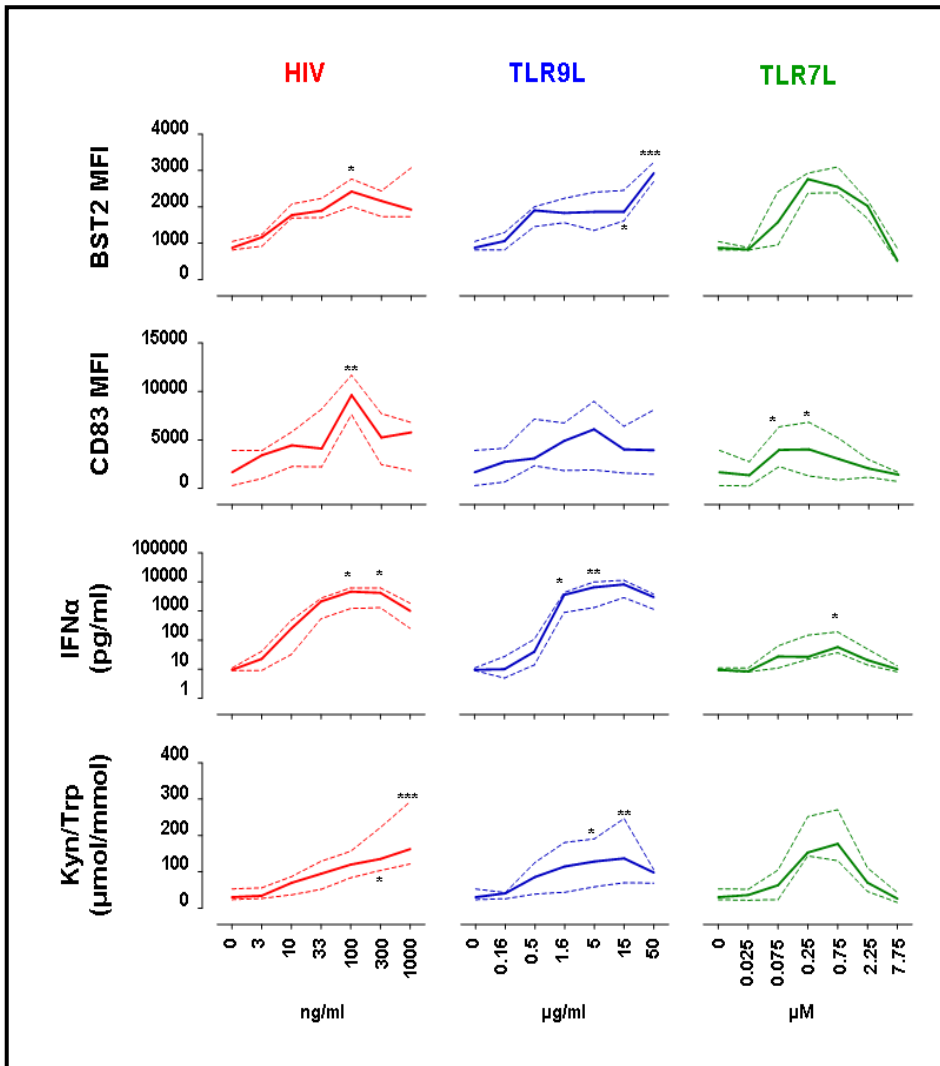 HIV TLR9L TLR7L
BST2 MFI
4000
3000
2000
1000
0
* *** *
CD83 MFI
15000
10000
5000
0
** * *
IFNα
(pg/ml)
100000
10000
1000
100
10
1
* * * ** *
Kyn/Trp
(µmol/mmol)
400
300
200
100
0
*** * * **
0 3 10 33 100 300 1000
0 0.16 0.5 1.6 5 15 50
0 0.025 0.075 0.25 0.75 2.25 7.75
ng/ml µg/ml µM